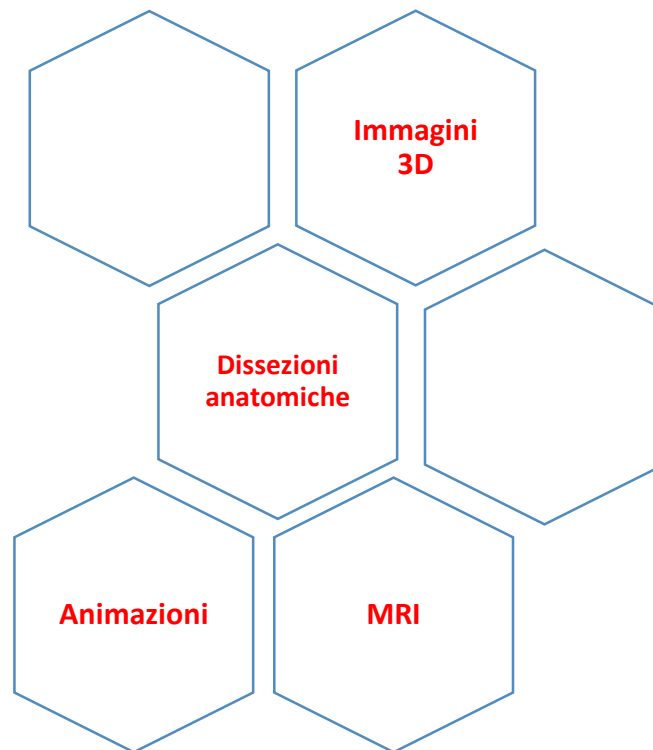 Immagini
3D
Dissezioni
anatomiche
Animazioni
MRI